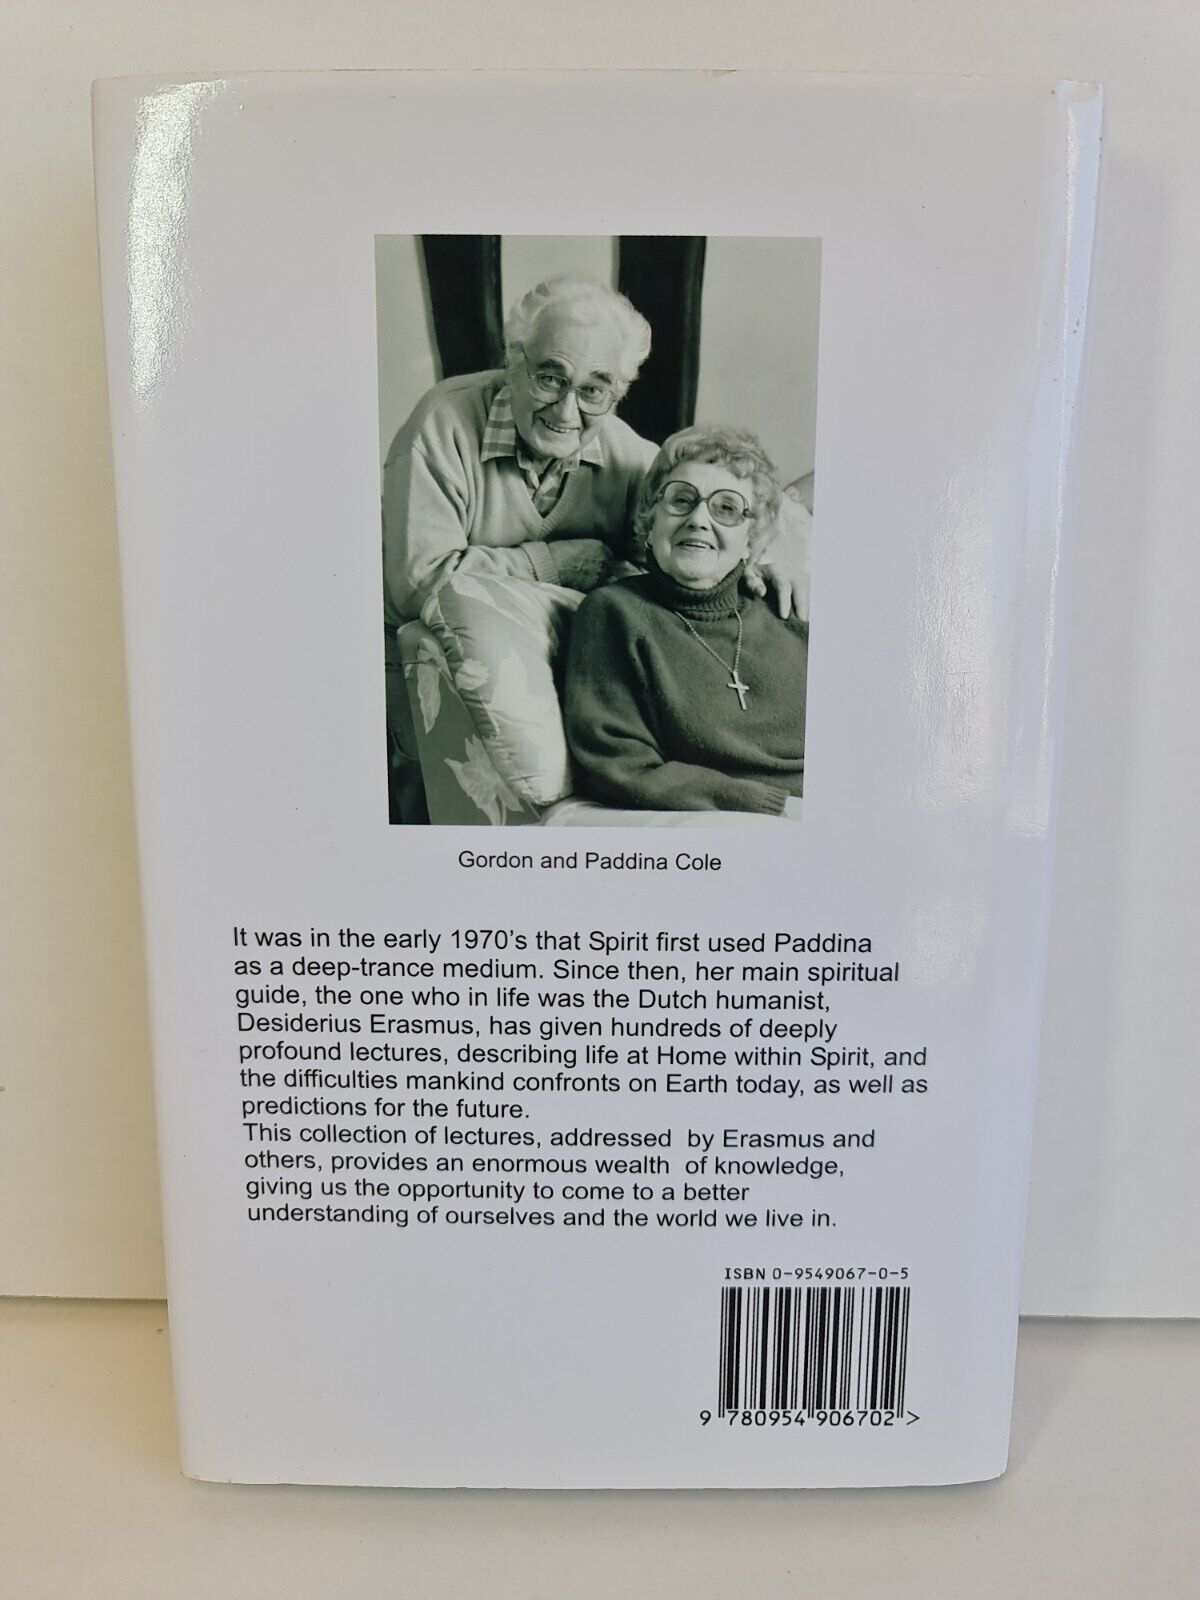 Gordon and Paddina Cole
It was in the early 1970's that Spirit first used Paddina
as a deep-trance medium. Since then, her main spiritual
guide, the one who in life was the Dutch humanist,
Desiderius Erasmus, has given hundreds of deeply
profound lectures, describing life at Home within Spirit, and
the difficulties mankind confronts on Earth today, as well as
predictions for the future.
This collection of lectures, addressed  by Erasmus and
others, provides an enormous wealth  of knowledge,
giving us the opportunity to come to a better
understanding of ourselves and the world we live in.
ISBN 0-9549067-0-5
9 780954 906702 >